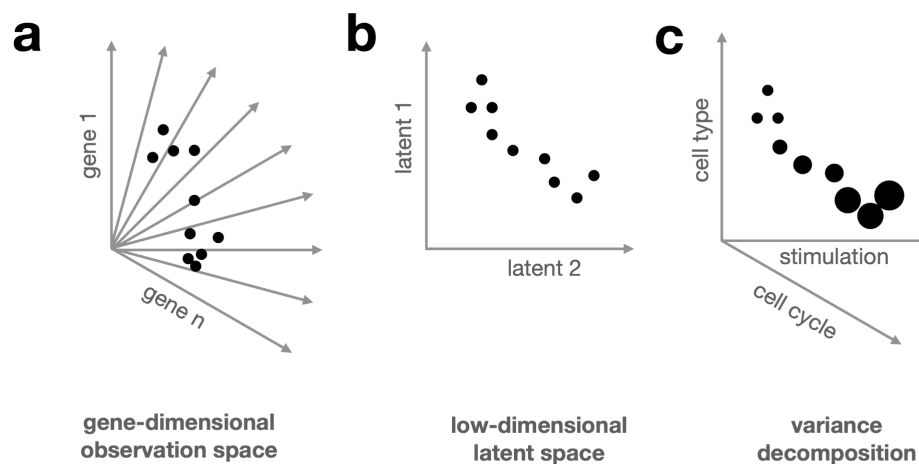 a
gene 1
gene n
gene-dimensional
observation space
b
latent 1
latent 2
low-dimensional
latent space
c
cell type
stimulation
cell cycle
variance
decomposition